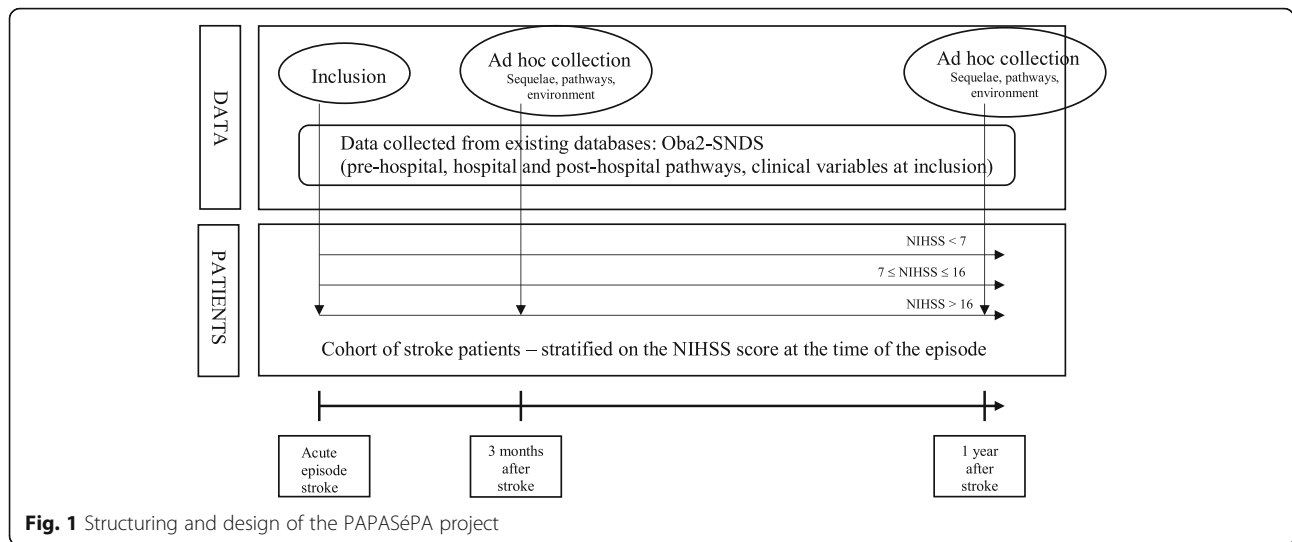 DATA
Inclusion
Ad hoc collection
Sequelae, pathways,
environment
Ad hoc collection
Sequelae, pathways,
environment
Data collected from existing databases: Oba2-SNDS
(pre-hospital, hospital and post-hospital pathways, clinical variables at inclusion)
PATIENTS
NIHSS < 7
7 ≤ NIHSS ≤ 16
NIHSS > 16
Cohort of stroke patients – stratified on the NIHSS score at the time of the episode
Acute
episode
stroke
3 months
after
stroke
1 year
after
stroke
Fig. 1 Structuring and design of the PAPASéPA project